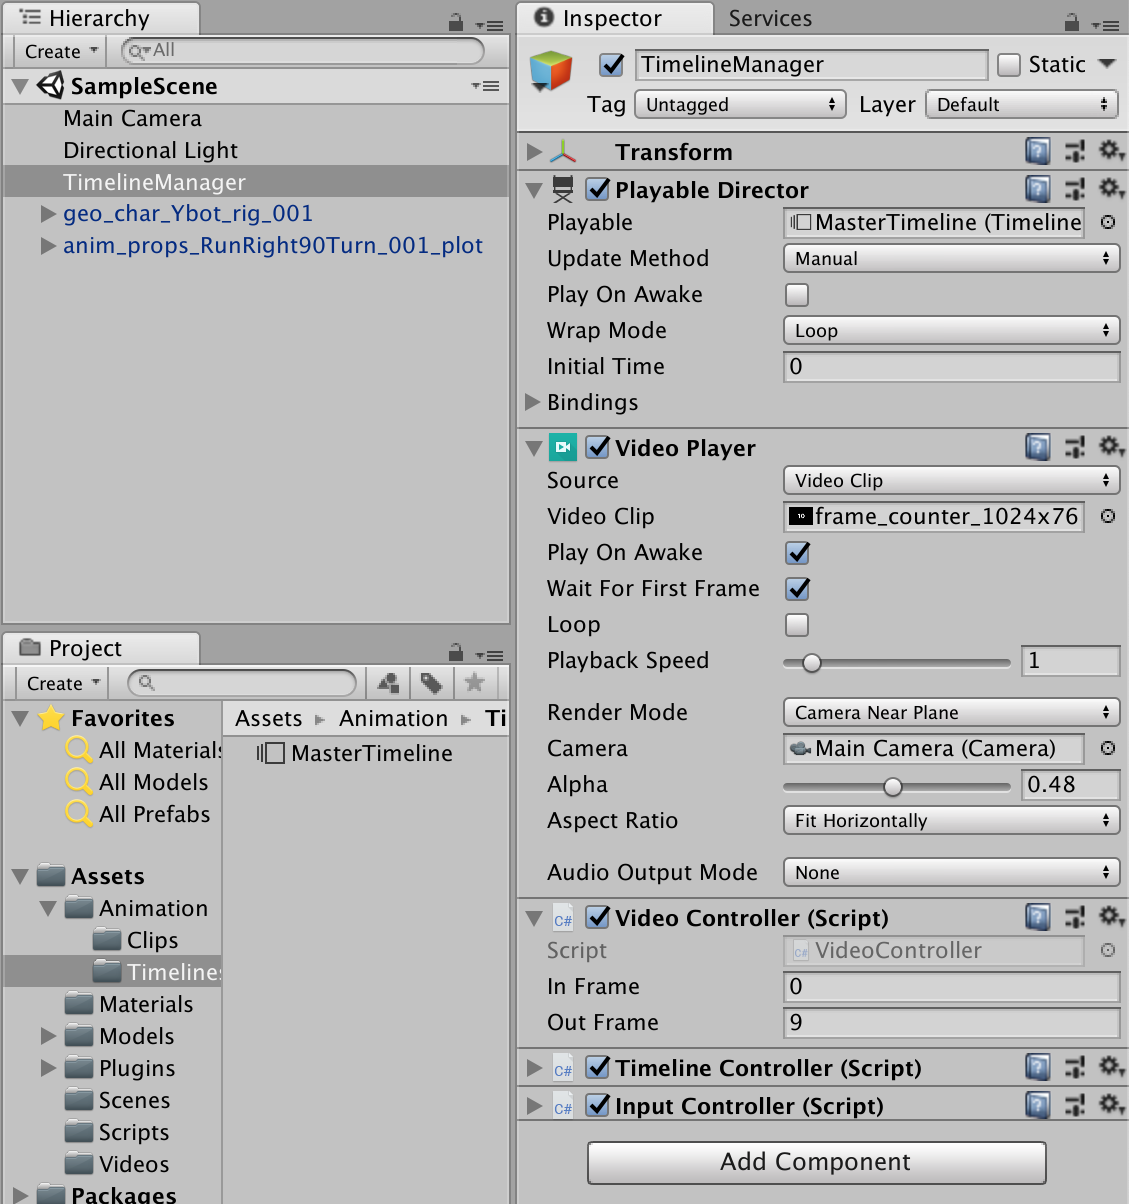 Hierarchy
Create
All
SampleScene
Main Camera
Directional Light
TimelineManager
geo_char_Ybot_rig_001
anim_props_RunRight90Turn_001_plot
Project
Create
Favorites
All Materials
All Models
All Prefabs
Assets
Animation
Clips
Timelines
Materials
Models
Plugins
Scenes
Scripts
Videos
Packages
Assets Animation Ti
MasterTimeline
Inspector Services
TimelineManager Static
Tag Untagged Layer Default
Transform
Playable Director
Playable MasterTimeline (Timeline
Update Method Manual
Play On Awake
Wrap Mode Loop
Initial Time 0
Bindings
Video Player
Source Video Clip
Video Clip frame_counter_1024x76
Play On Awake
Wait For First Frame
Loop
Playback Speed 1
Render Mode Camera Near Plane
Camera Main Camera (Camera)
Alpha 0.48
Aspect Ratio Fit Horizontally
Audio Output Mode None
C# Video Controller (Script)
Script C# VideoController
In Frame 0
Out Frame 9
C# Timeline Controller (Script)
C# Input Controller (Script)
Add Component